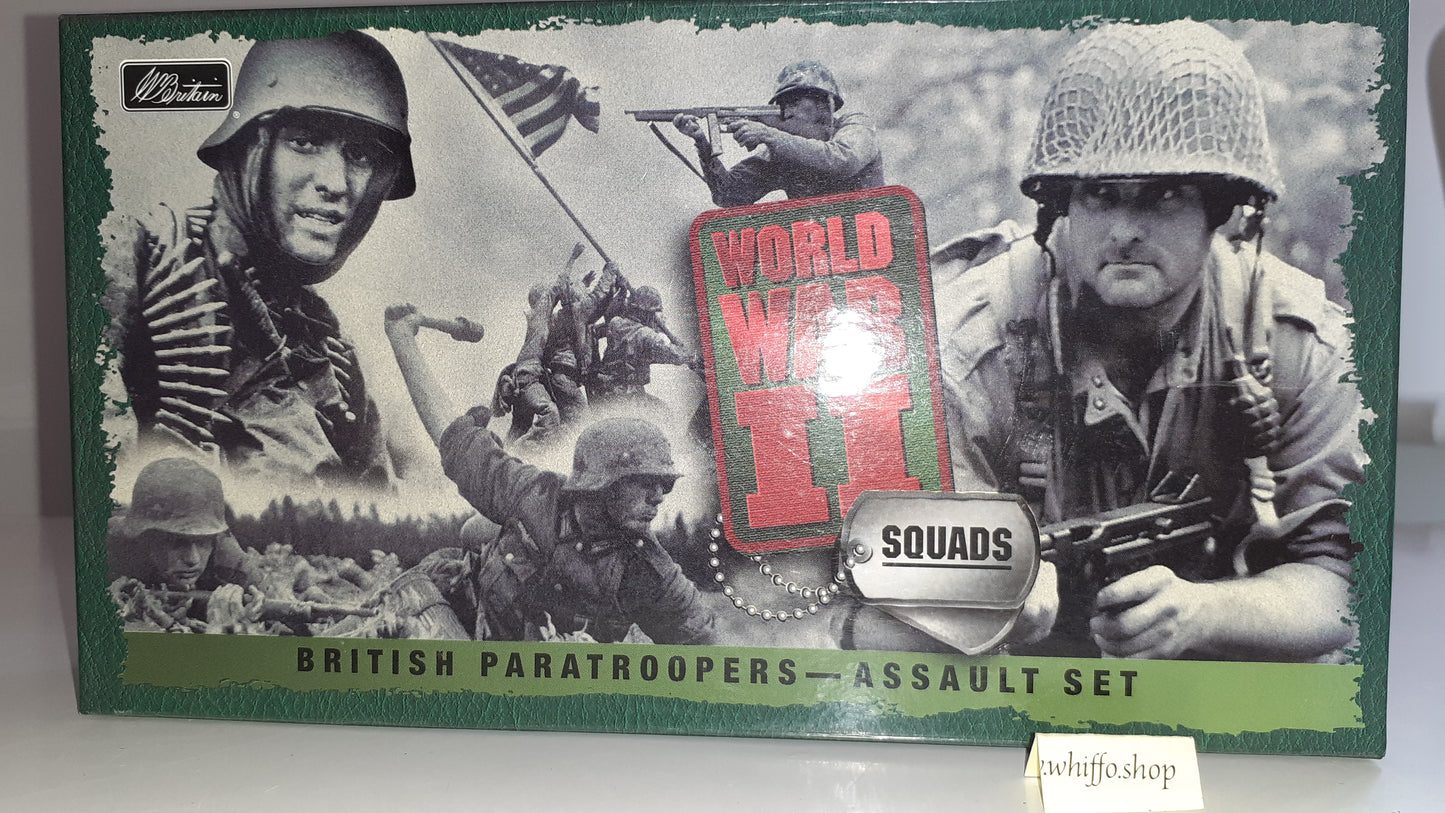 W Britain
WORLD
WAR
II
SQUADS
BRITISH PARATROOPERS—ASSAULT SET
.whiffo.shop